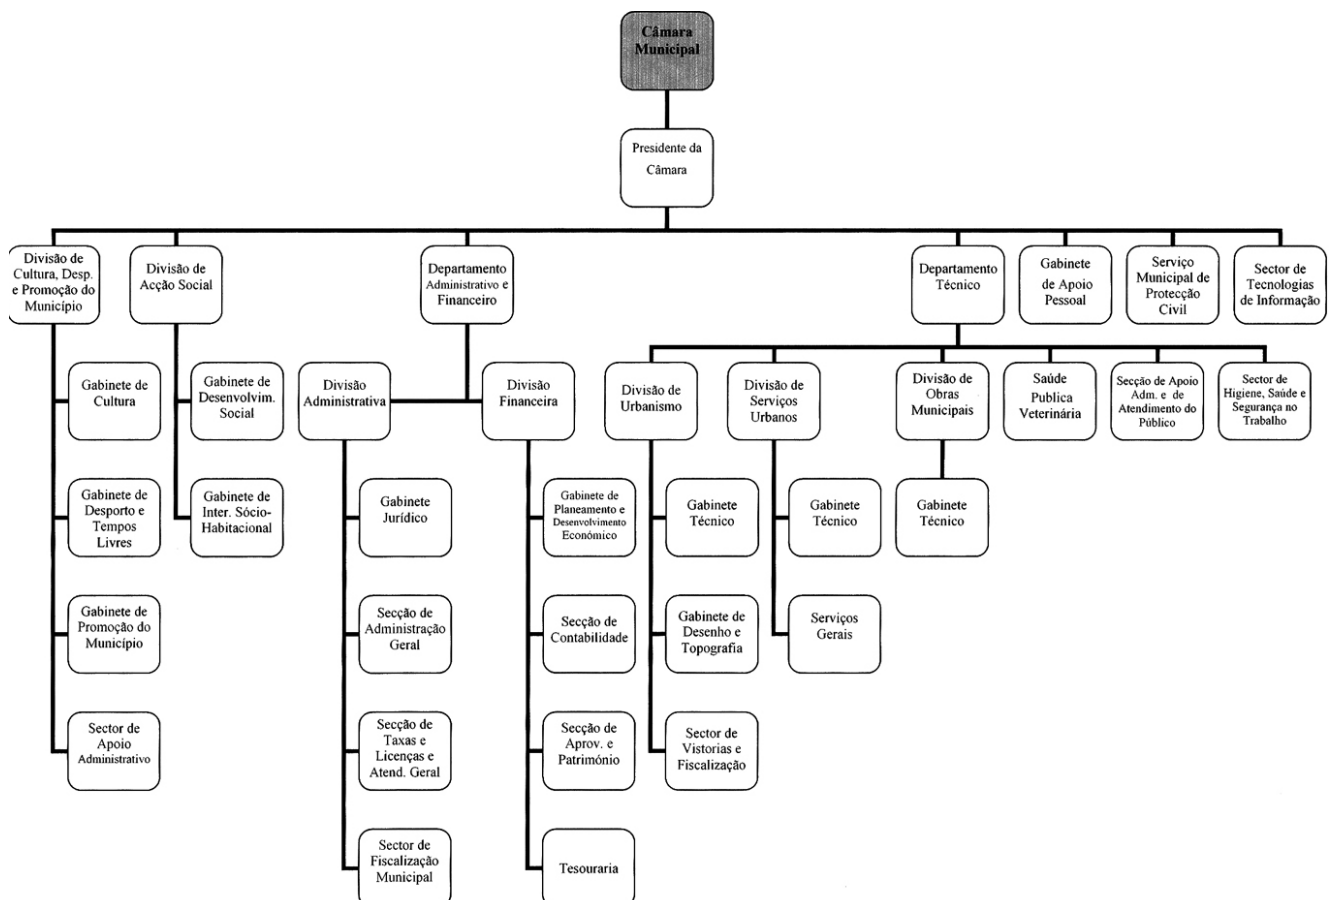 Câmara
Municipal
Presidente da
Câmara
Divisão de
Cultura, Desp.
e Promoção do
Município
Divisão de
Acção Social
Departamento
Administrativo e
Financeiro
Departamento
Técnico
Gabinete
de Apoio
Pessoal
Serviço
Municipal de
Protecção
Civil
Sector de
Tecnologias
de Informação
Gabinete de
Cultura
Gabinete de
Desenvolvim.
Social
Divisão
Administrativa
Divisão
Financeira
Divisão de
Urbanismo
Divisão de
Serviços
Urbanos
Divisão de
Obras
Municipais
Saúde
Publica
Veterinária
Secção de Apoio
Adm. e de
Atendimento do
Público
Sector de
Higiene, Saúde e
Segurança no
Trabalho
Gabinete de
Desporto e
Tempos
Livres
Gabinete de
Inter. Sócio-
Habitacional
Gabinete
Jurídico
Gabinete de
Planeamento e
Desenvolvimento
Económico
Gabinete
Técnico
Gabinete
Técnico
Gabinete
Técnico
Gabinete de
Promoção do
Município
Secção de
Administração
Geral
Secção de
Contabilidade
Gabinete de
Desenho e
Topografia
Serviços
Gerais
Sector de
Apoio
Administrativo
Secção de
Taxas e
Licenças e
Atend. Geral
Secção de
Aprov. e
Património
Sector de
Vistorias e
Fiscalização
Sector de
Fiscalização
Municipal
Tesouraria